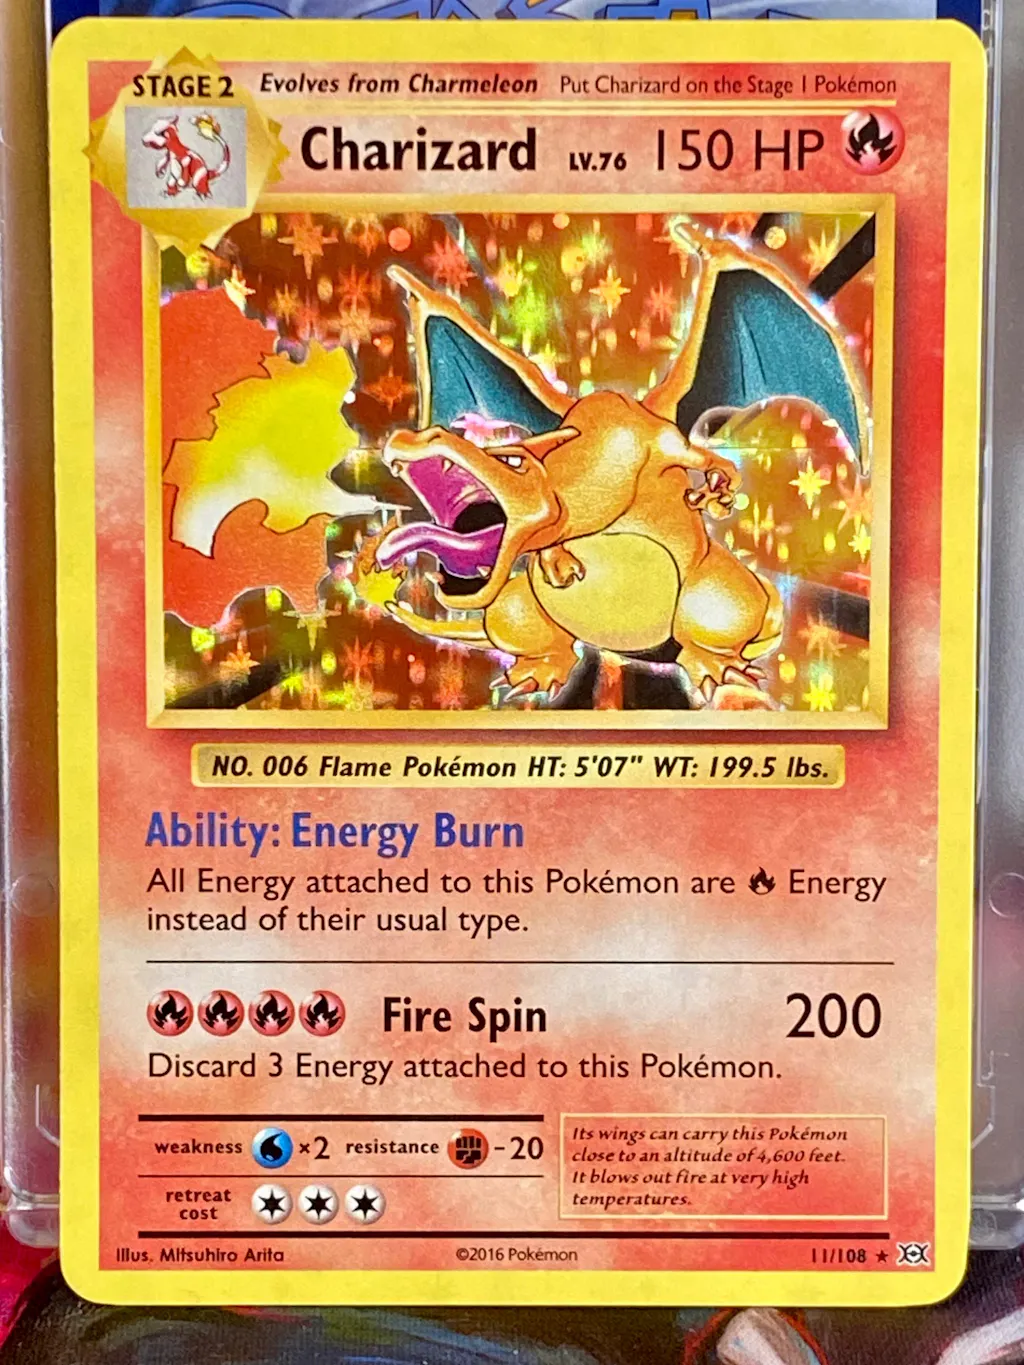 STAGE 2 Evolves from Charmeleon Put Charizard on the Stage 1 Pokémon
Charizard LV.76 150 HP
NO. 006 Flame Pokémon HT: 5'07" WT: 199.5 lbs.
Ability: Energy Burn
All Energy attached to this Pokémon are Energy
instead of their usual type.
Fire Spin 200
Discard 3 Energy attached to this Pokémon.
weakness ×2 resistance -20
retreat
cost
Its wings can carry this Pokémon
close to an altitude of 4,600 feet.
It blows out fire at very high
temperatures.
Illus. Mitsuhiro Arita ©2016 Pokémon 11/108 ★